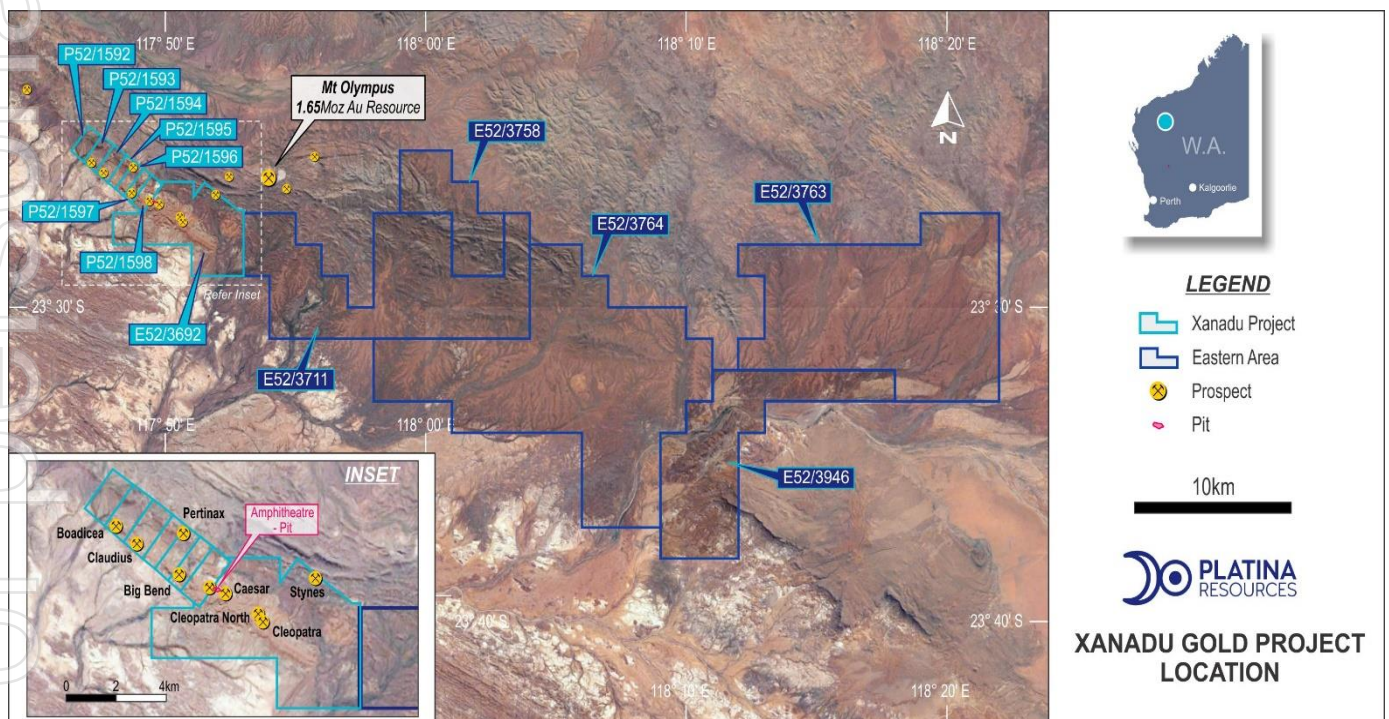 117° 50' E
118° 00' E
118° 10' E
118° 20' E
P52/1592
P52/1593
P52/1594
P52/1595
P52/1596
P52/1597
P52/1598
E52/3692
Refer Inset
Mt Olympus
1.65Moz Au Resource
E52/3758
E52/3764
E52/3763
E52/3711
E52/3946
N
23° 30' S
23° 30' S
117° 50' E
118° 00' E
23° 40' S
23° 40' S
118° 10' E
118° 20' E
INSET
Pertinax
Amphitheatre
- Pit
Boadicea
Claudius
Big Bend
Caesar
Stynes
Cleopatra North
Cleopatra
0 2 4km
W.A.
Kalgoorlie
Perth
LEGEND
Xanadu Project
Eastern Area
Prospect
Pit
10km
PLATINA
RESOURCES
XANADU GOLD PROJECT
LOCATION